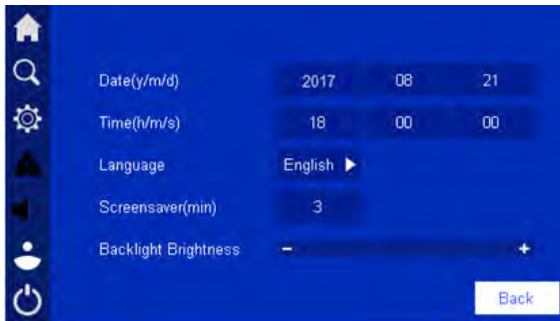 Date(y/m/d) 2017 08 21
Time(h/m/s) 18 00 00
Language English
Screensaver(min) 3
Backlight Brightness - +
Back